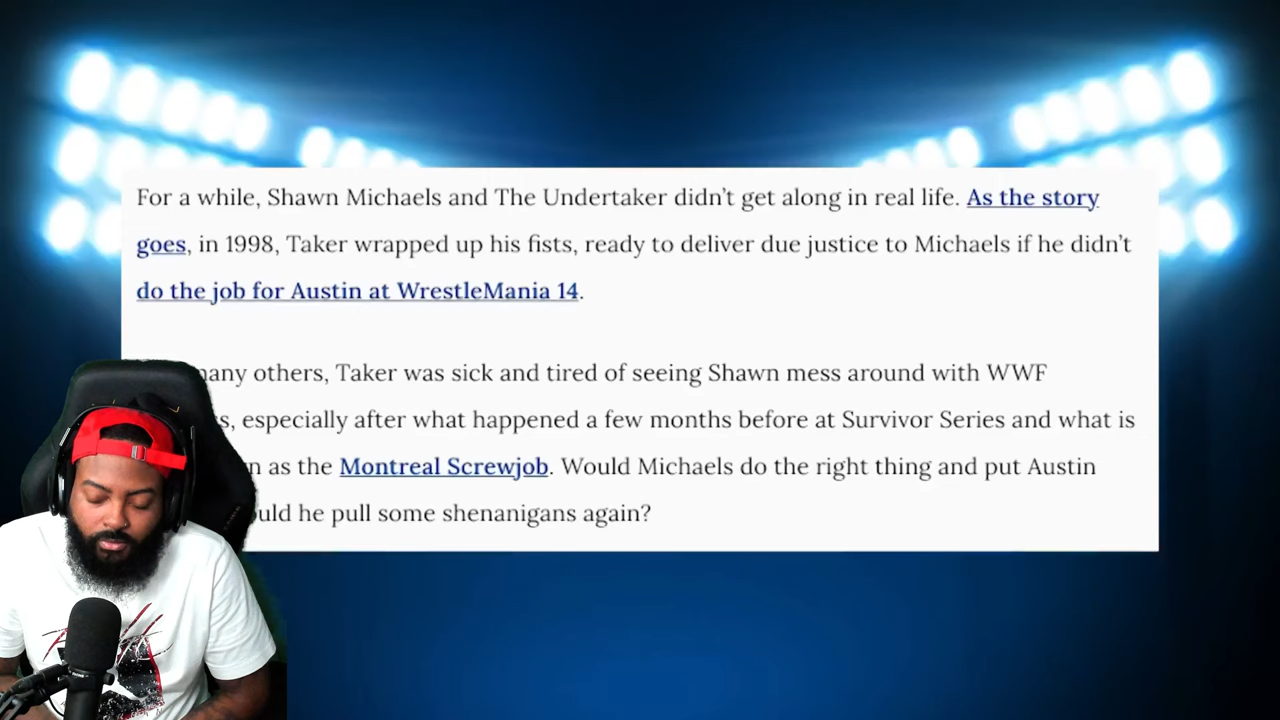 For a while, Shawn Michaels and The Undertaker didn't get along in real life. As the story
goes, in 1998, Taker wrapped up his fists, ready to deliver due justice to Michaels if he didn't
do the job for Austin at WrestleMania 14.
many others, Taker was sick and tired of seeing Shawn mess around with WWF
especially after what happened a few months before at Survivor Series and what is
as the Montreal Screwjob. Would Michaels do the right thing and put Austin
he pull some shenanigans again?